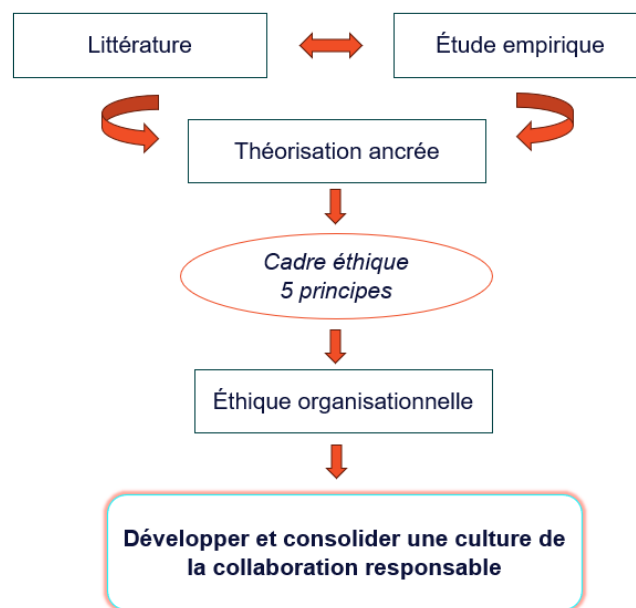 Littérature
Étude empirique
Théorisation ancrée
Cadre éthique
5 principes
Éthique organisationnelle
Développer et consolider une culture de
la collaboration responsable